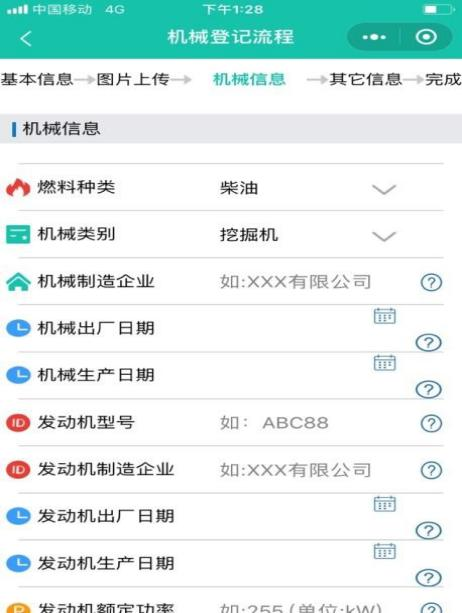 中国移动 4G 下午1:28
机械登记流程
基本信息 图片上传 机械信息 其它信息 完成
机械信息
燃料种类 柴油
机械类别 挖掘机
机械制造企业 如:XXX有限公司 ?
机械出厂日期 ?
机械生产日期 ?
ID 发动机型号 如: ABC88 ?
ID 发动机制造企业 如:XXX有限公司 ?
发动机出厂日期 ?
发动机生产日期 ?
P 发动机额定功率 如:255 (单位:kW) ?